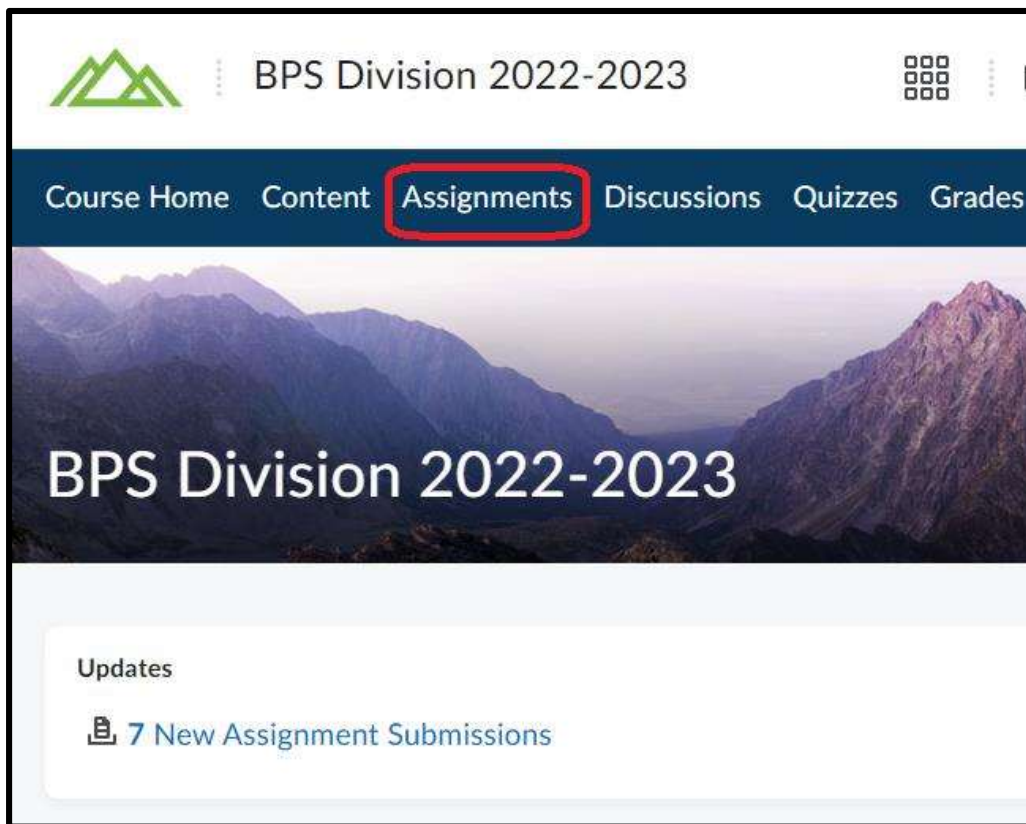 BPS Division 2022-2023
Course Home Content Assignments Discussions Quizzes Grades
BPS Division 2022-2023
Updates
7 New Assignment Submissions